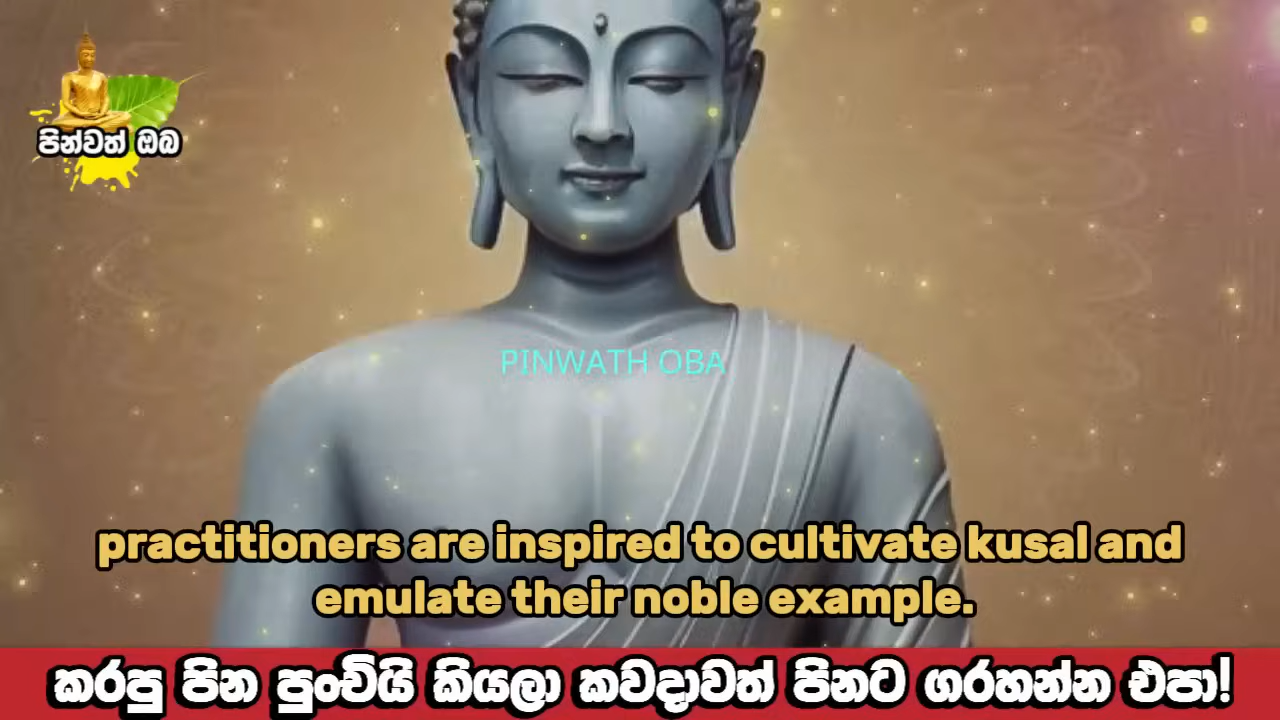 පින්වත් ඔබ
PINWATH OBA
practitioners are inspired to cultivate kusal and
emulate their noble example.
කරපු පින පුංචියි කියලා කවදාවත් පිනට ගරහන්න එපා!